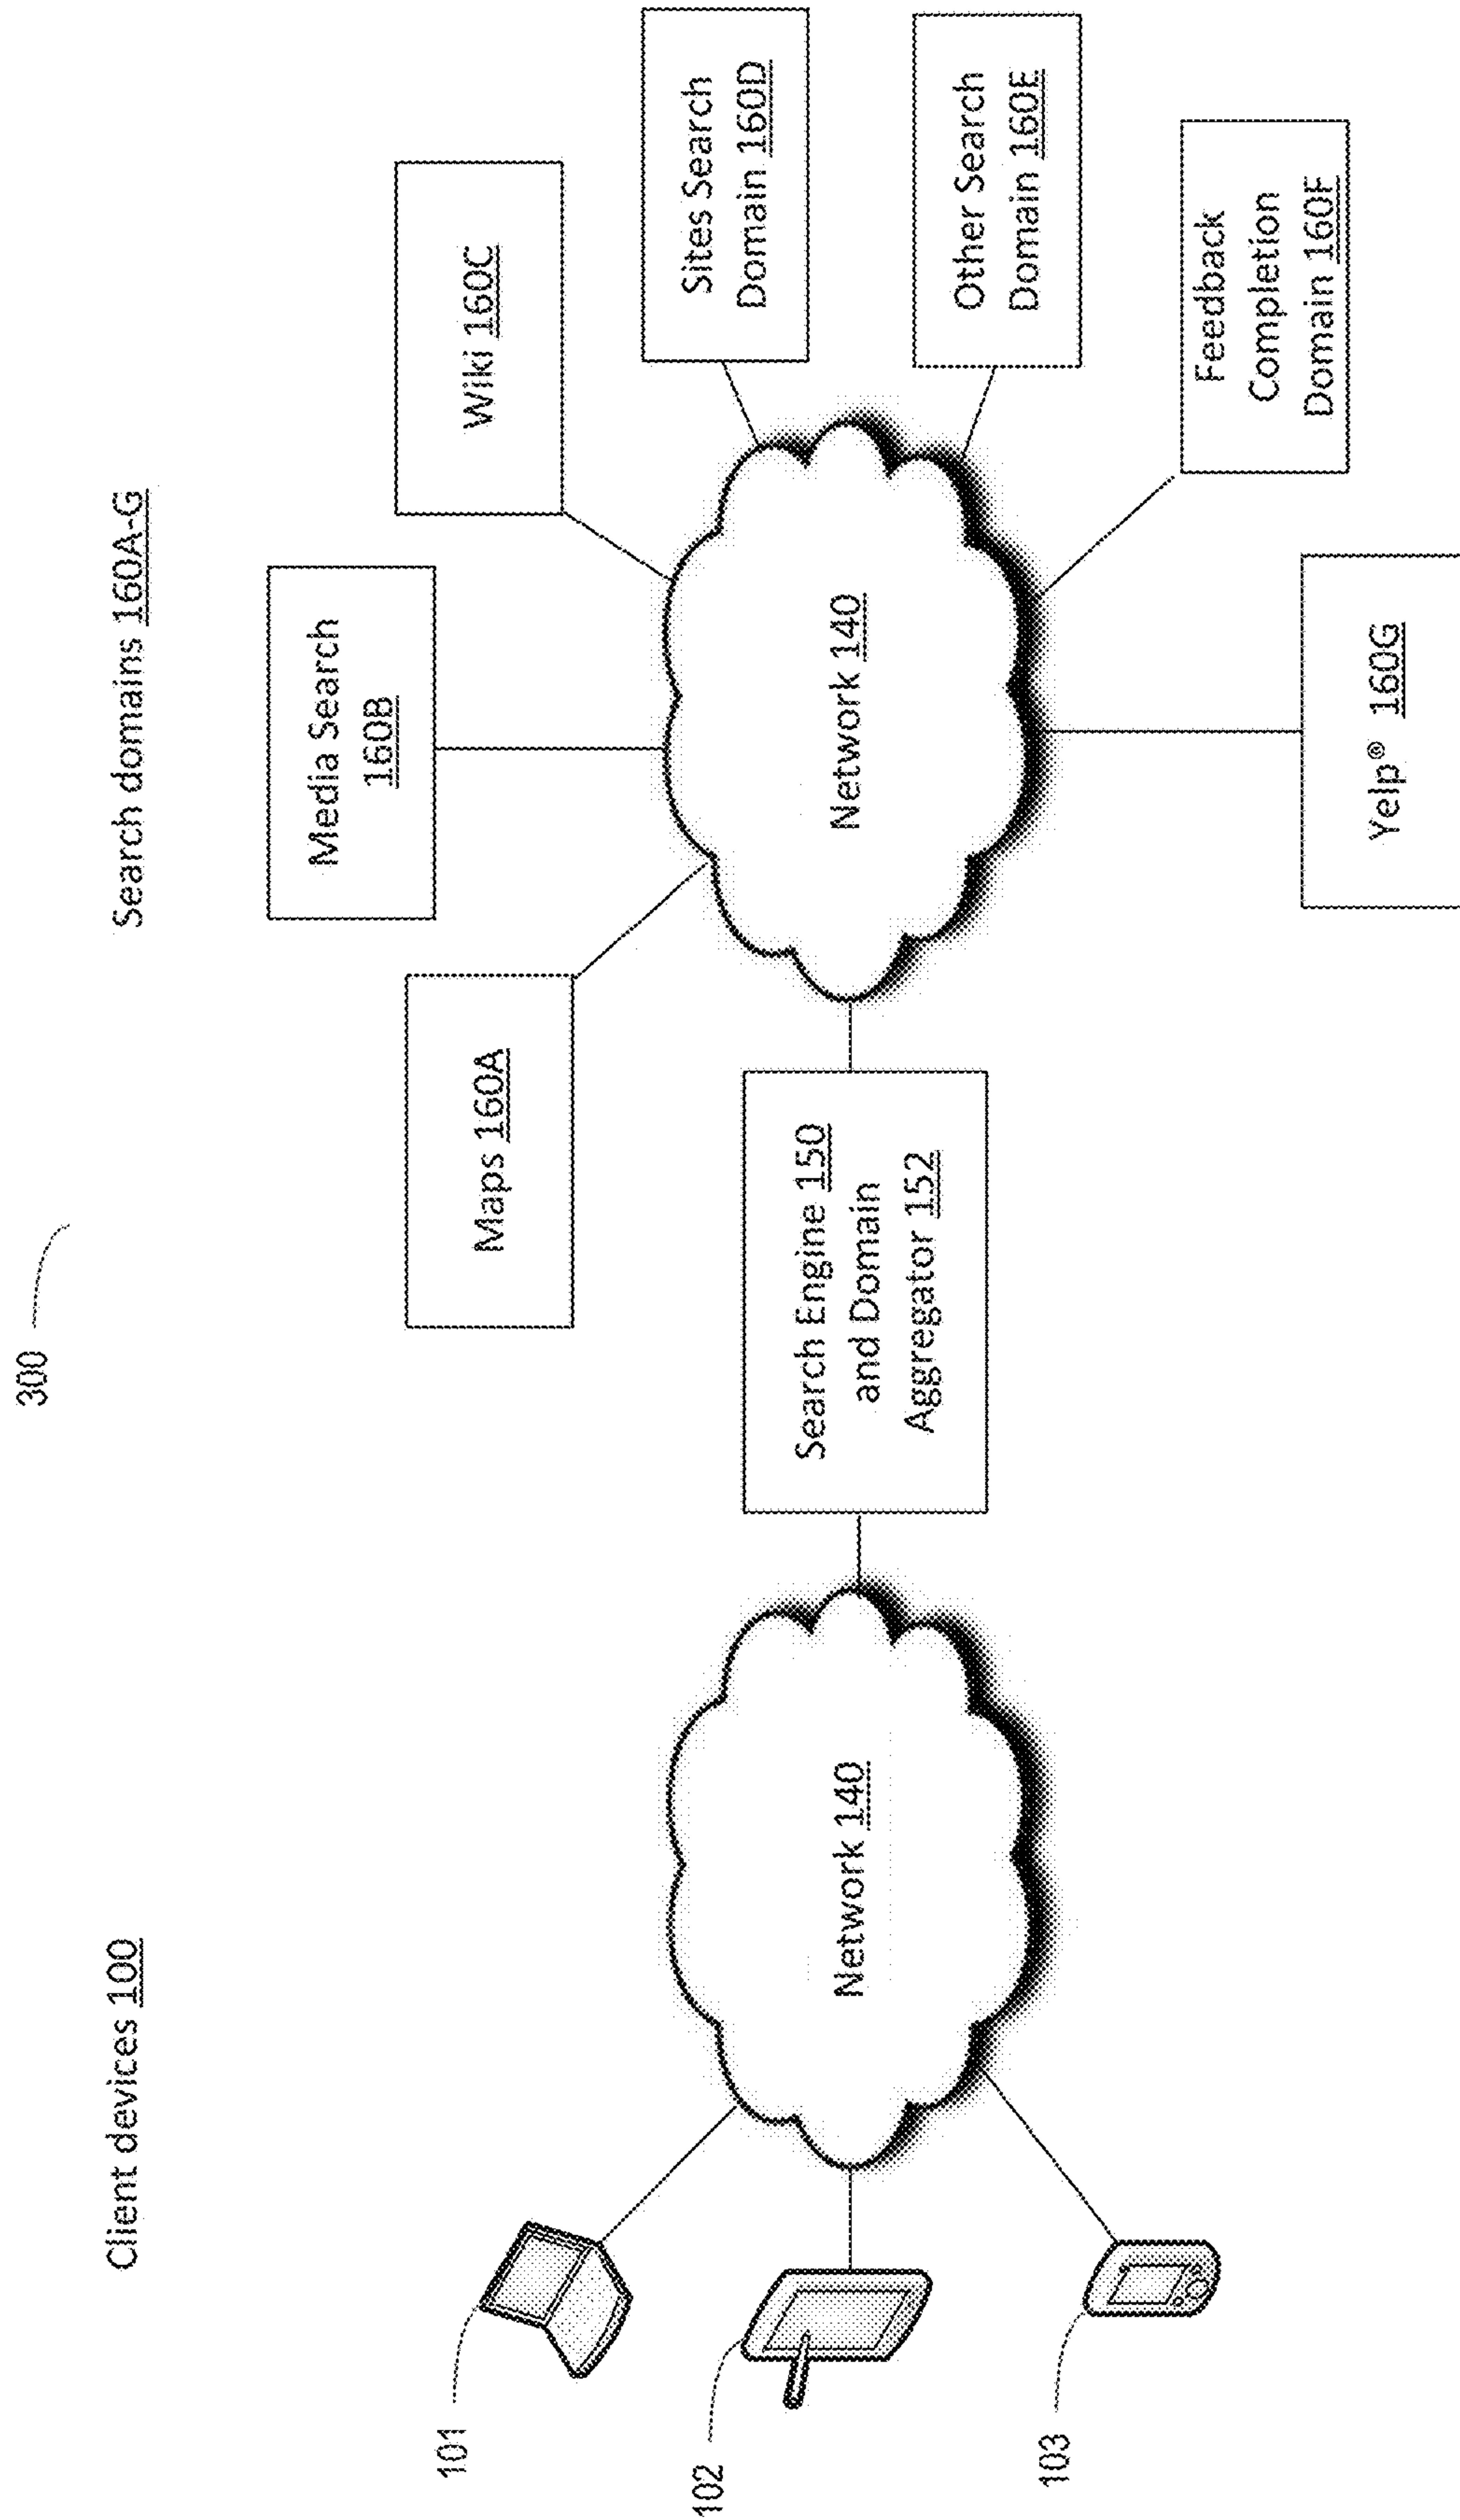 300
Client devices 100
Search domains 160A-G
101
102
103
Network 140
Search Engine 150
and Domain
Aggregator 152
Network 140
Maps 160A
Media Search
160B
Wiki 160C
Sites Search
Domain 160D
Other Search
Domain 160E
Feedback
Completion
Domain 160F
Yelp® 160G